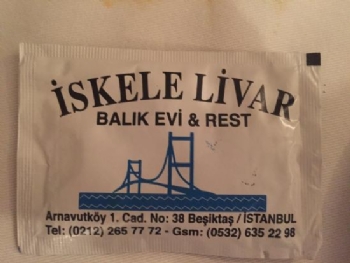 İSKELE LİVAR
BALIK EVİ & REST
Arnavutköy 1. Cad. No: 38 Beşiktaş / İSTANBUL
Tel: (0212) 265 77 72 - Gsm: (0532) 635 22 98